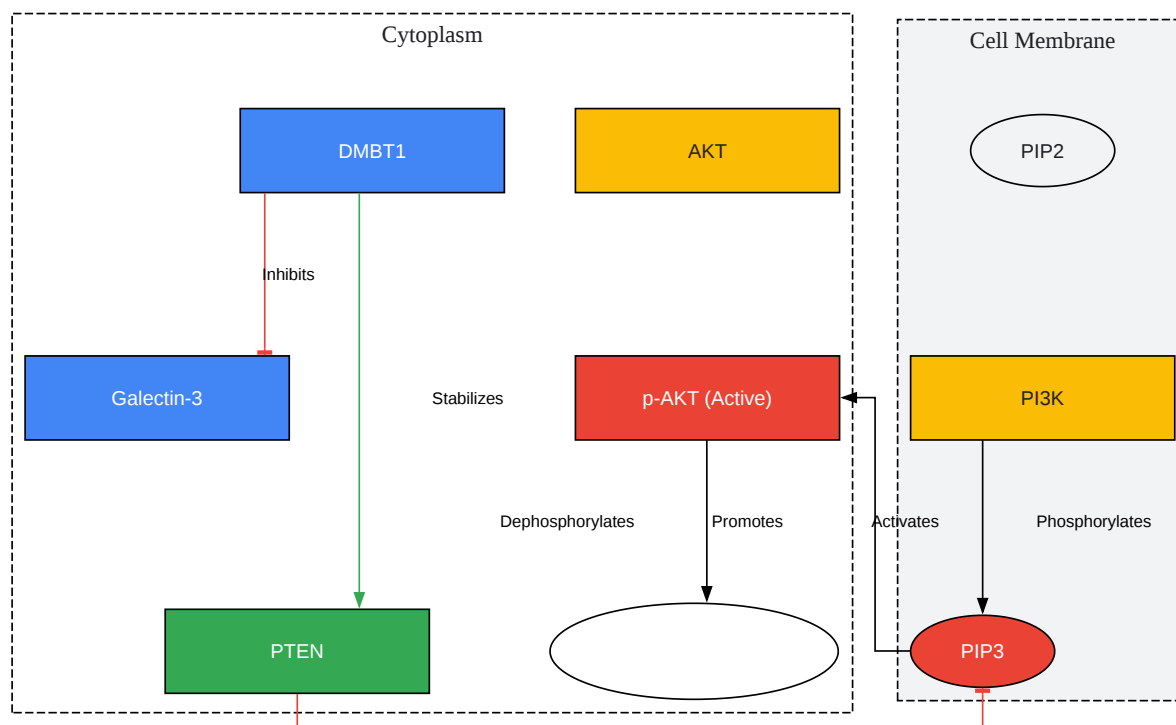 Cytoplasm
Cell Membrane
DMBT1
AKT
PIP2
Inhibits
Galectin-3
Stabilizes
p-AKT (Active)
PI3K
Dephosphorylates
Promotes
Activates
Phosphorylates
PTEN
PIP3